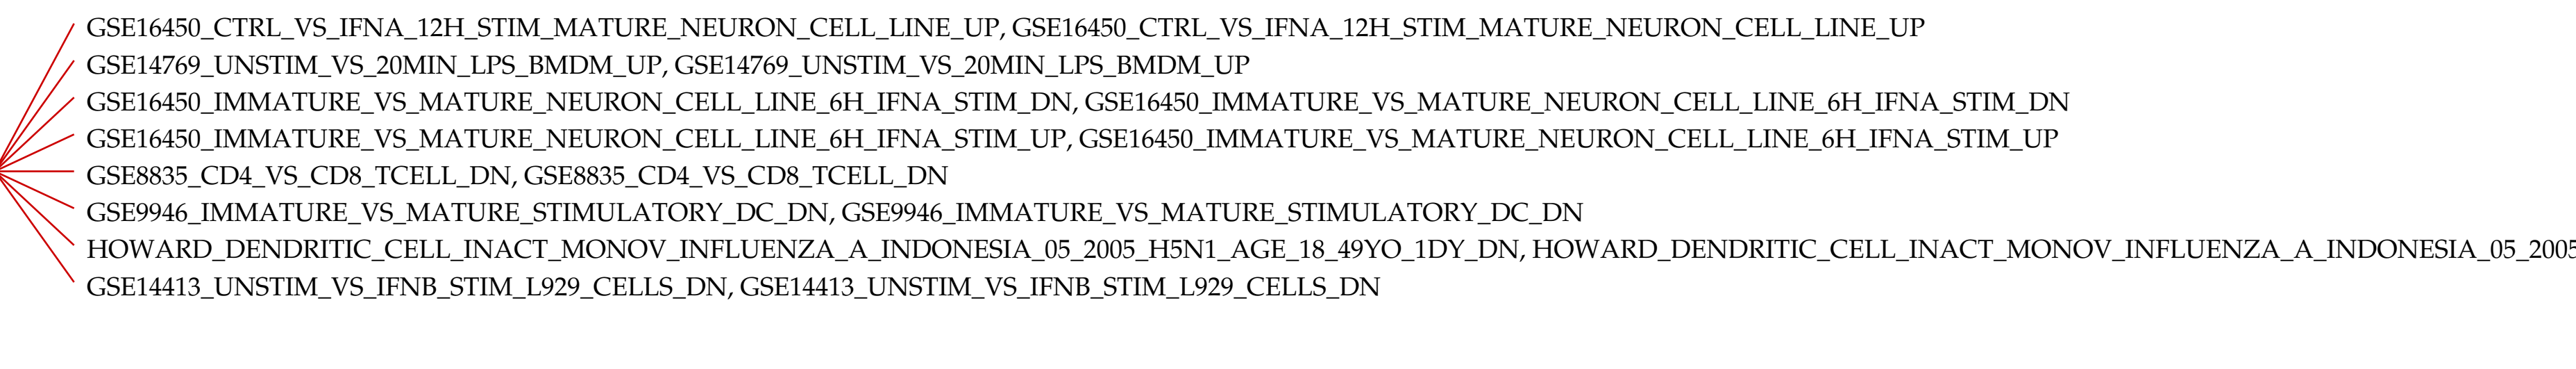 GSE16450_CTRL_VS_IFNA_12H_STIM_MATURE_NEURON_CELL_LINE_UP, GSE16450_CTRL_VS_IFNA_12H_STIM_MATURE_NEURON_CELL_LINE_UP
GSE14769_UNSTIM_VS_20MIN_LPS_BMDM_UP, GSE14769_UNSTIM_VS_20MIN_LPS_BMDM_UP
GSE16450_IMMATURE_VS_MATURE_NEURON_CELL_LINE_6H_IFNA_STIM_DN, GSE16450_IMMATURE_VS_MATURE_NEURON_CELL_LINE_6H_IFNA_STIM_DN
GSE16450_IMMATURE_VS_MATURE_NEURON_CELL_LINE_6H_IFNA_STIM_UP, GSE16450_IMMATURE_VS_MATURE_NEURON_CELL_LINE_6H_IFNA_STIM_UP
GSE8835_CD4_VS_CD8_TCELL_DN, GSE8835_CD4_VS_CD8_TCELL_DN
GSE9946_IMMATURE_VS_MATURE_STIMULATORY_DC_DN, GSE9946_IMMATURE_VS_MATURE_STIMULATORY_DC_DN
HOWARD_DENDRITIC_CELL_INACT_MONOV_INFLUENZA_A_INDONESIA_05_2005_H5N1_AGE_18_49YO_1DY_DN, HOWARD_DENDRITIC_CELL_INACT_MONOV_INFLUENZA_A_INDONESIA_05_2005
GSE14413_UNSTIM_VS_IFNB_STIM_L929_CELLS_DN, GSE14413_UNSTIM_VS_IFNB_STIM_L929_CELLS_DN